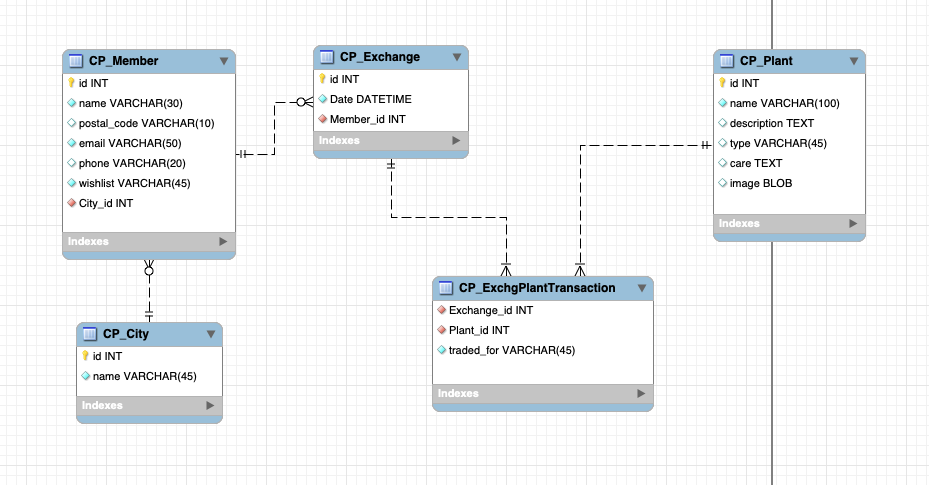 CP_Member
id INT
name VARCHAR(30)
postal_code VARCHAR(10)
email VARCHAR(50)
phone VARCHAR(20)
wishlist VARCHAR(45)
City_id INT
Indexes
CP_Exchange
id INT
Date DATETIME
Member_id INT
Indexes
CP_Plant
id INT
name VARCHAR(100)
description TEXT
type VARCHAR(45)
care TEXT
image BLOB
Indexes
CP_City
id INT
name VARCHAR(45)
Indexes
CP_ExchgPlantTransaction
Exchange_id INT
Plant_id INT
traded_for VARCHAR(45)
Indexes